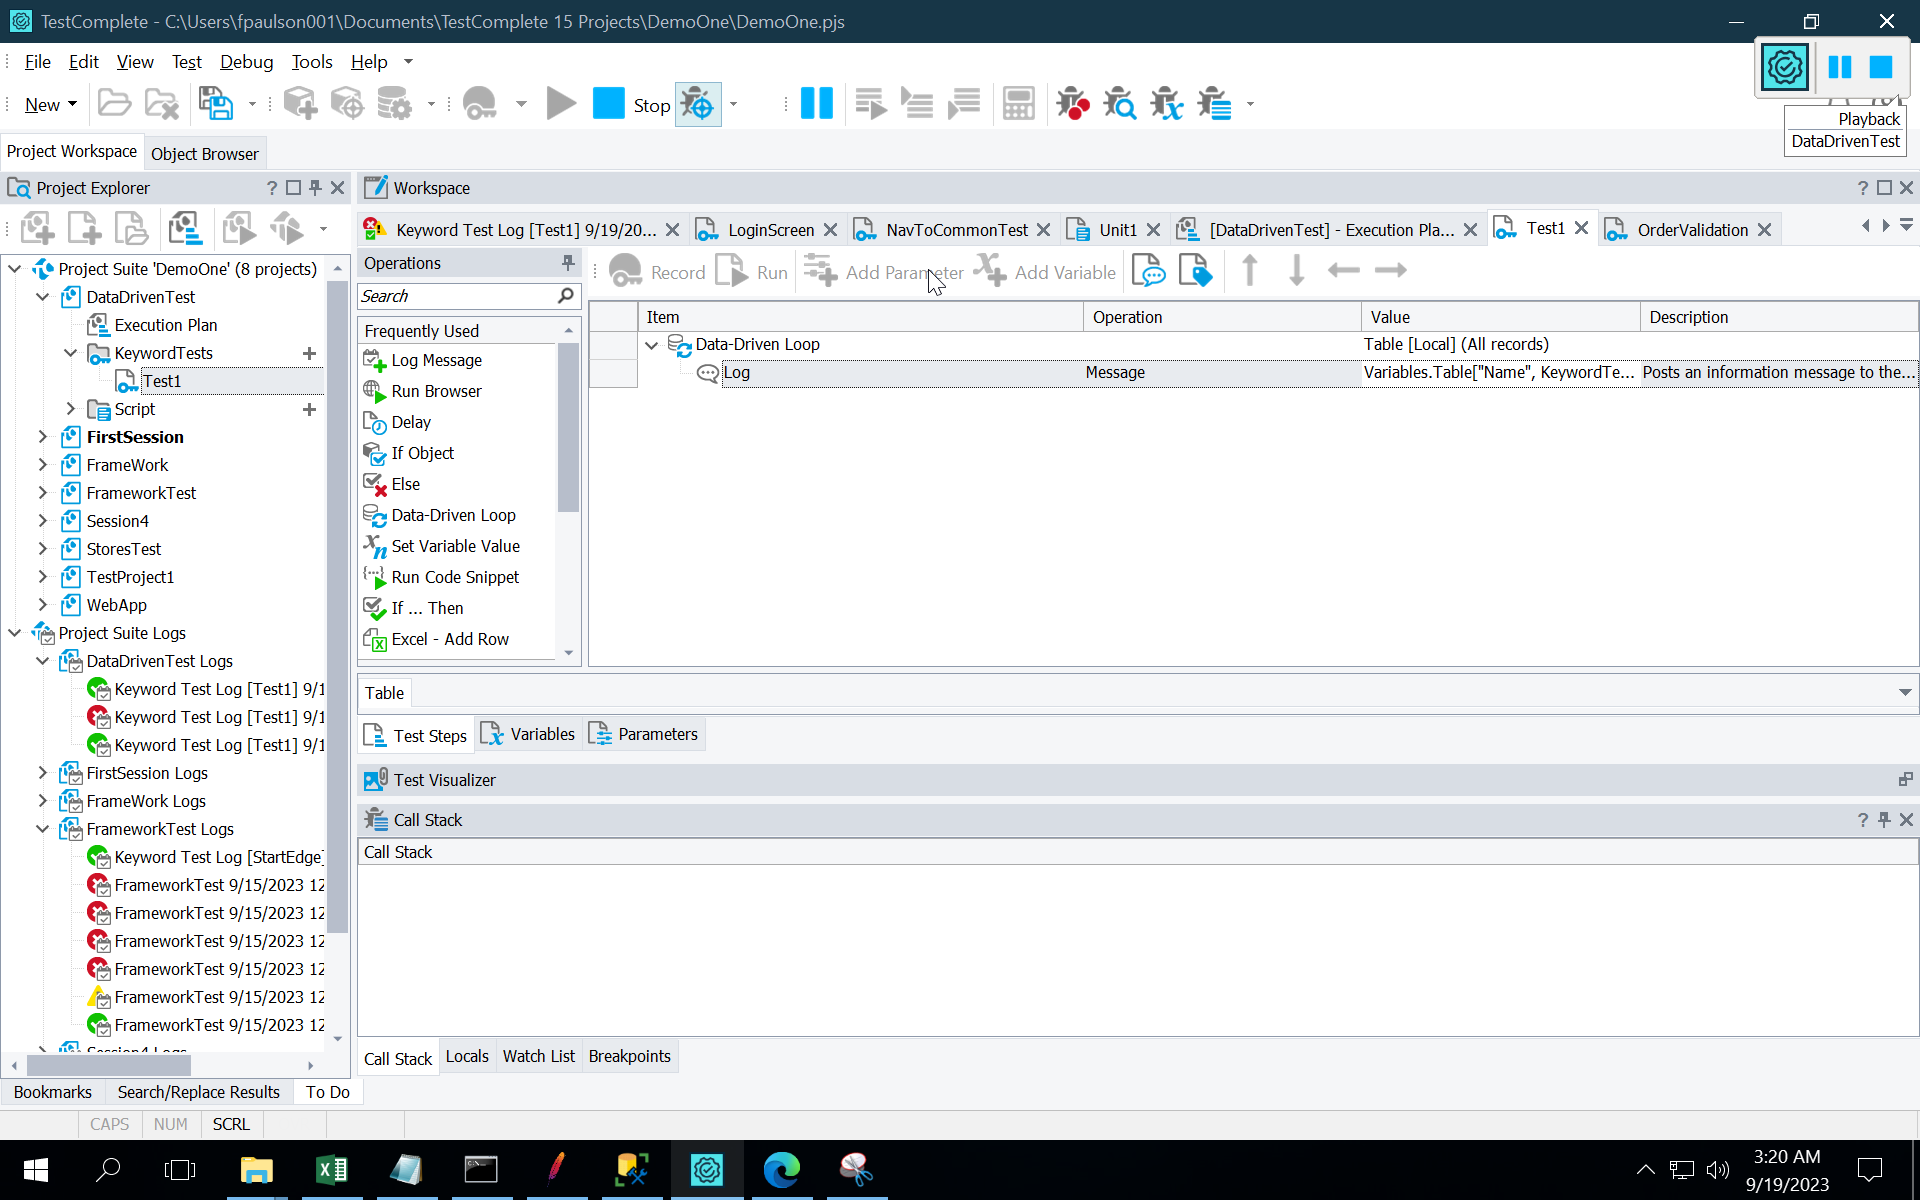 TestComplete - C:\Users\fpaulson001\Documents\TestComplete 15 Projects\DemoOne\DemoOne.pjs
File Edit View Test Debug Tools Help
New Stop
Playback
DataDrivenTest
Project Workspace Object Browser
Project Explorer
Workspace
Keyword Test Log [Test1] 9/19/20... LoginScreen NavToCommonTest Unit1 [DataDrivenTest] - Execution Pla... Test1 OrderValidation
Project Suite 'DemoOne' (8 projects)
DataDrivenTest
Execution Plan
KeywordTests
Test1
Script
FirstSession
FrameWork
FrameworkTest
Session4
StoresTest
TestProject1
WebApp
Project Suite Logs
DataDrivenTest Logs
Keyword Test Log [Test1] 9/1
Keyword Test Log [Test1] 9/1
Keyword Test Log [Test1] 9/1
FirstSession Logs
FrameWork Logs
FrameworkTest Logs
Keyword Test Log [StartEdge]
FrameworkTest 9/15/2023 12
FrameworkTest 9/15/2023 12
FrameworkTest 9/15/2023 12
FrameworkTest 9/15/2023 12
FrameworkTest 9/15/2023 12
FrameworkTest 9/15/2023 12
Session4 Logs
Operations
Search
Frequently Used
Log Message
Run Browser
Delay
If Object
Else
Data-Driven Loop
Set Variable Value
Run Code Snippet
If ... Then
Excel - Add Row
Record Run Add Parameter Add Variable
Item Operation Value Description
Data-Driven Loop Table [Local] (All records)
Log Message Variables.Table["Name", KeywordTe... Posts an information message to the...
Table
Test Steps Variables Parameters
Test Visualizer
Call Stack
Call Stack
Call Stack Locals Watch List Breakpoints
Bookmarks Search/Replace Results To Do
CAPS NUM SCRL
3:20 AM
9/19/2023